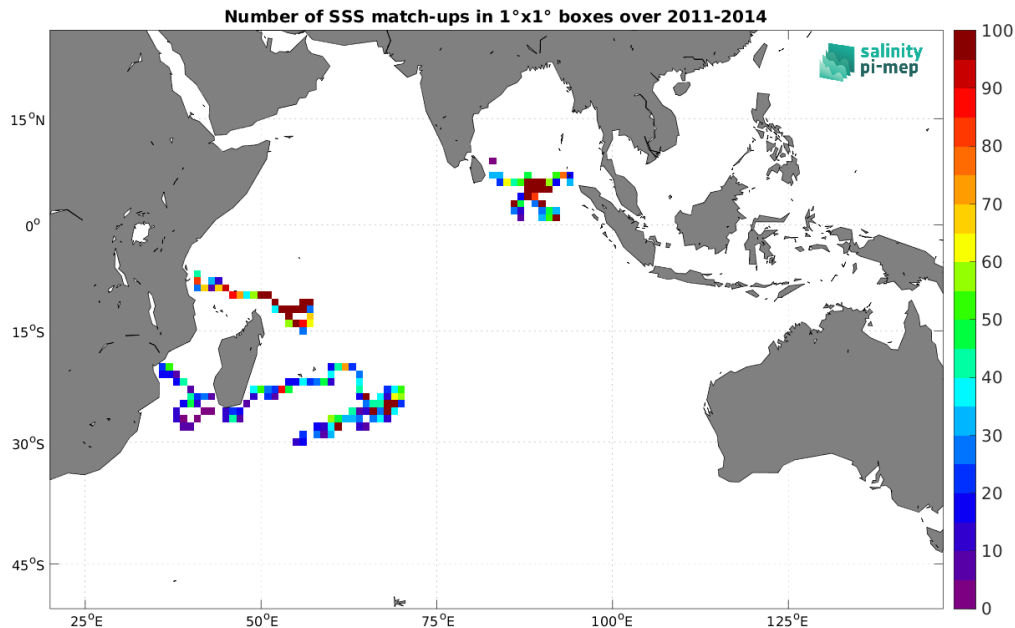 Number of SSS match-ups in 1°x1° boxes over 2011-2014
salinity
pi-mep
15°N
0°
15°S
30°S
45°S
25°E
50°E
75°E
100°E
125°E
100
90
80
70
60
50
40
30
20
10
0